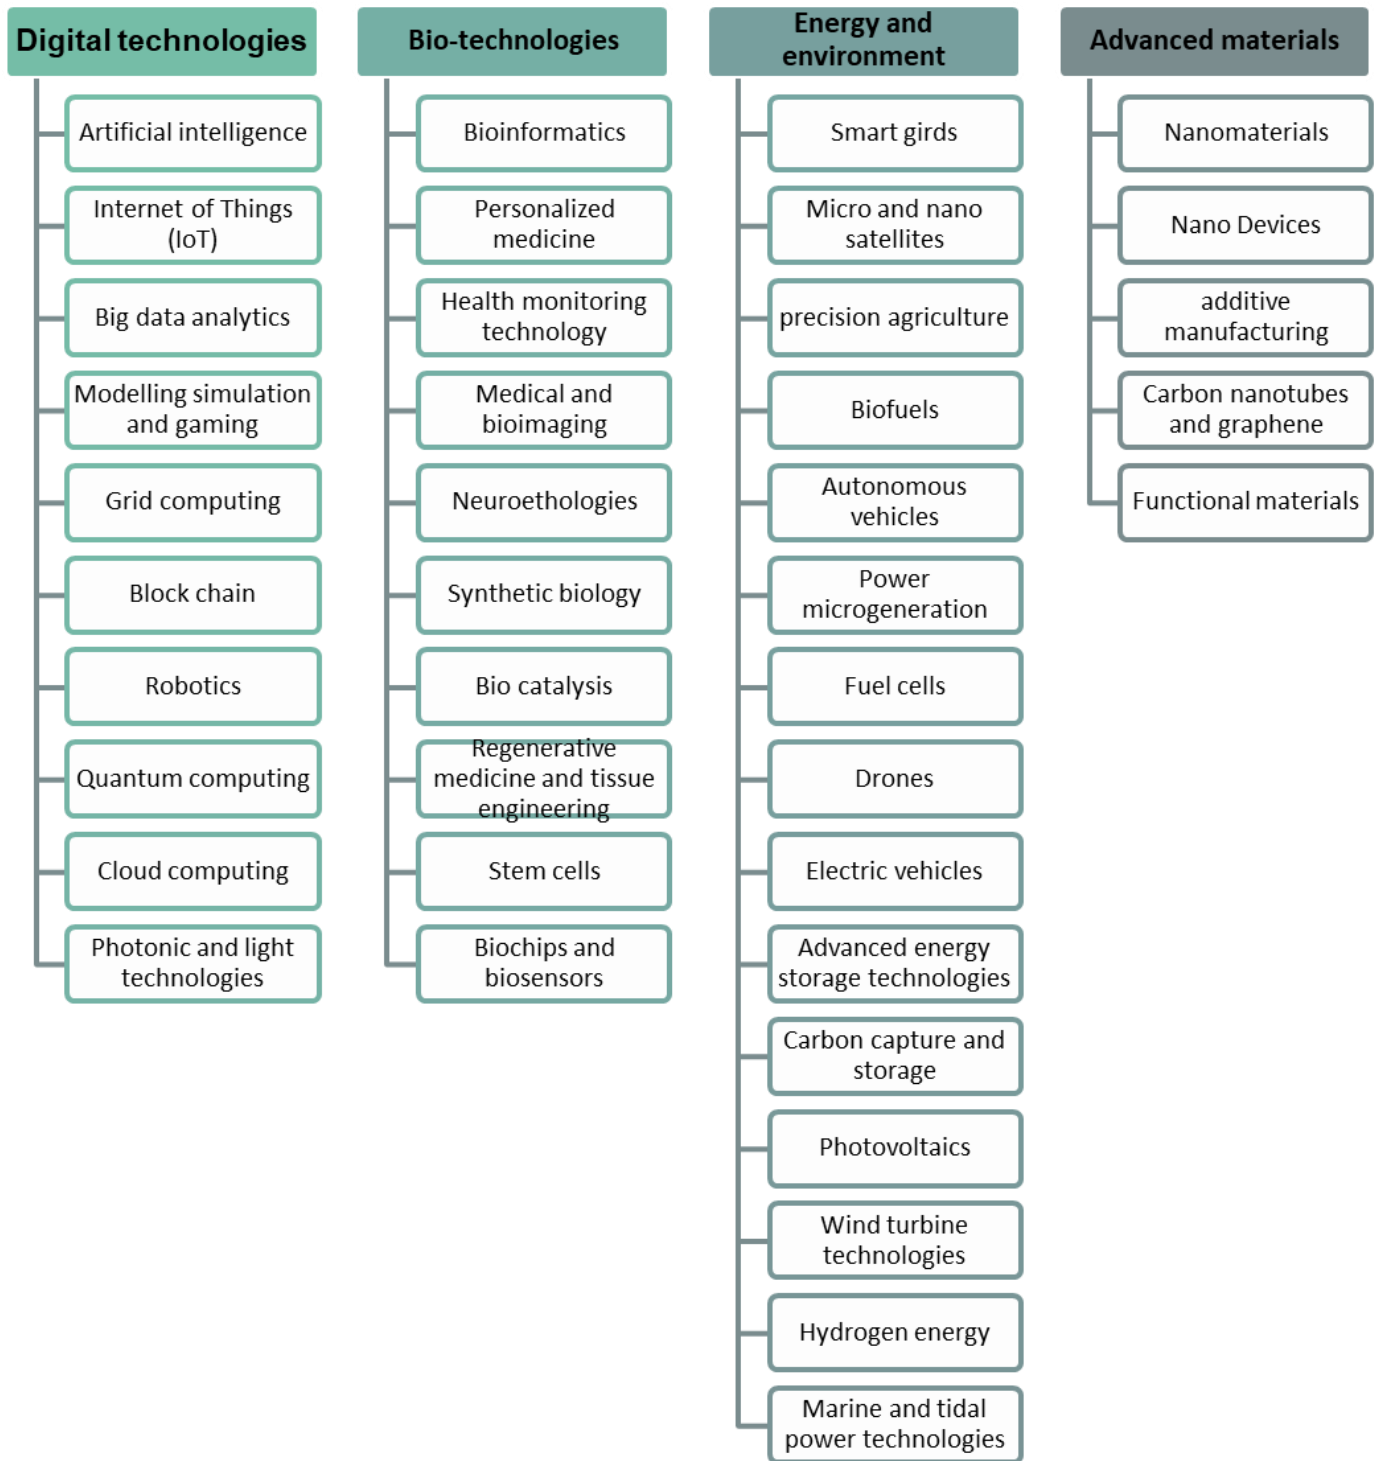 Digital technologies
Artificial intelligence
Internet of Things
(IoT)
Big data analytics
Modelling simulation
and gaming
Grid computing
Block chain
Robotics
Quantum computing
Cloud computing
Photonic and light
technologies
Bio-technologies
Bioinformatics
Personalized
medicine
Health monitoring
technology
Medical and
bioimaging
Neuroethologies
Synthetic biology
Bio catalysis
Regenerative
medicine and tissue
engineering
Stem cells
Biochips and
biosensors
Energy and
environment
Smart girds
Micro and nano
satellites
precision agriculture
Biofuels
Autonomous
vehicles
Power
microgeneration
Fuel cells
Drones
Electric vehicles
Advanced energy
storage technologies
Carbon capture and
storage
Photovoltaics
Wind turbine
technologies
Hydrogen energy
Marine and tidal
power technologies
Advanced materials
Nanomaterials
Nano Devices
additive
manufacturing
Carbon nanotubes
and graphene
Functional materials